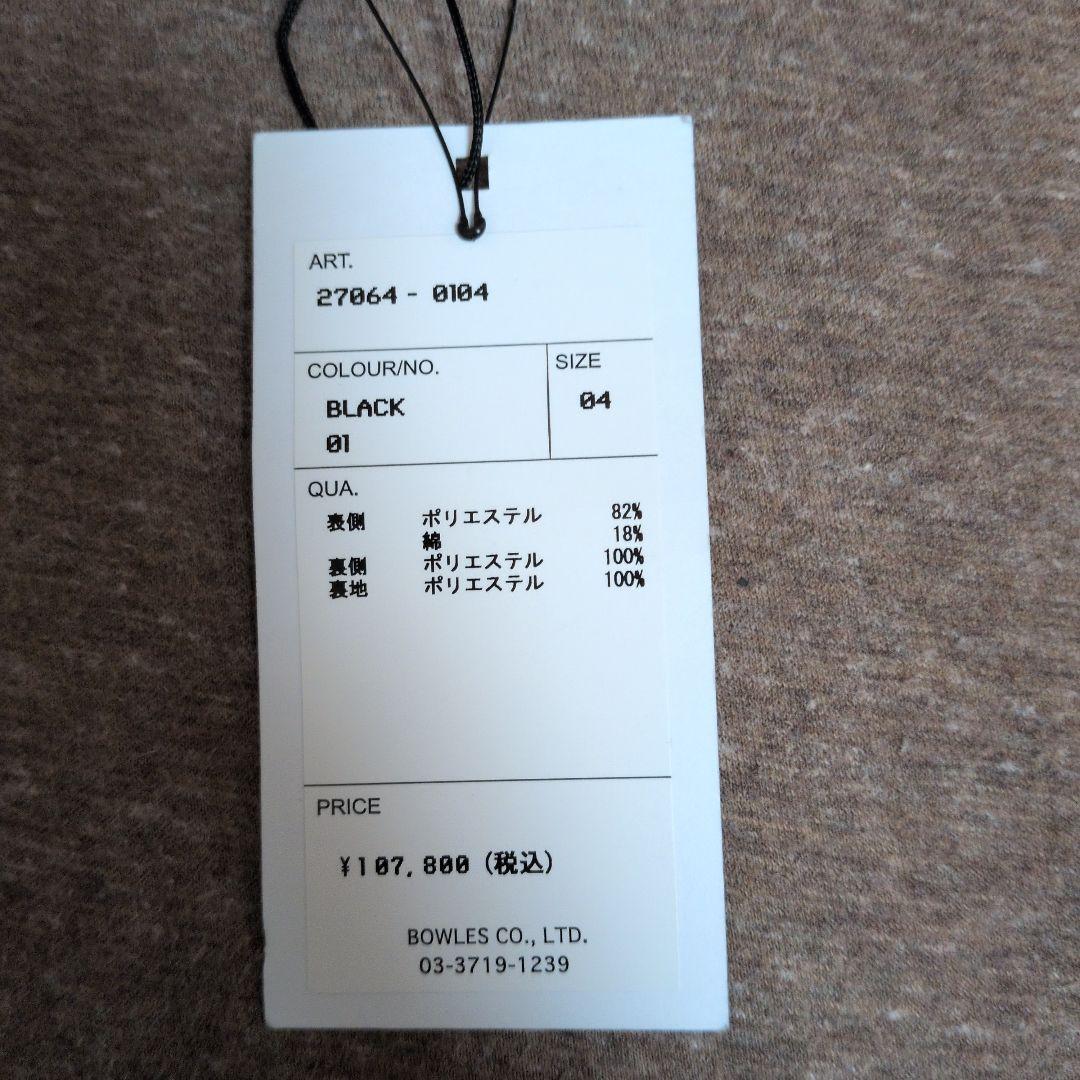 ART.
27064 - 0104
COLOUR/NO.
SIZE
BLACK
04
01
QUA.
表側 ポリエステル 82%
綿 18%
裏側 ポリエステル 100%
裏地 ポリエステル 100%
PRICE
¥107,800 (税込)
BOWLES CO., LTD.
03-3719-1239